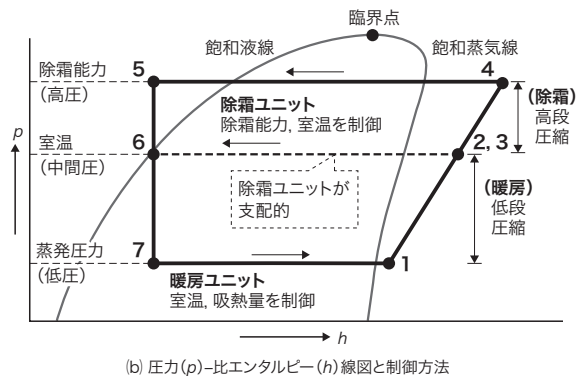 臨界点
飽和液線
飽和蒸気線
除霜能力
(高圧)
5
4
除霜ユニット
除霜能力, 室温を制御
(除霜)
高段
圧縮
p
室温
(中間圧)
6
2, 3
除霜ユニットが
支配的
(暖房)
低段
圧縮
蒸発圧力
(低圧)
7
1
暖房ユニット
室温, 吸熱量を制御
h
(b) 圧力(p)–比エンタルピー(h)線図と制御方法